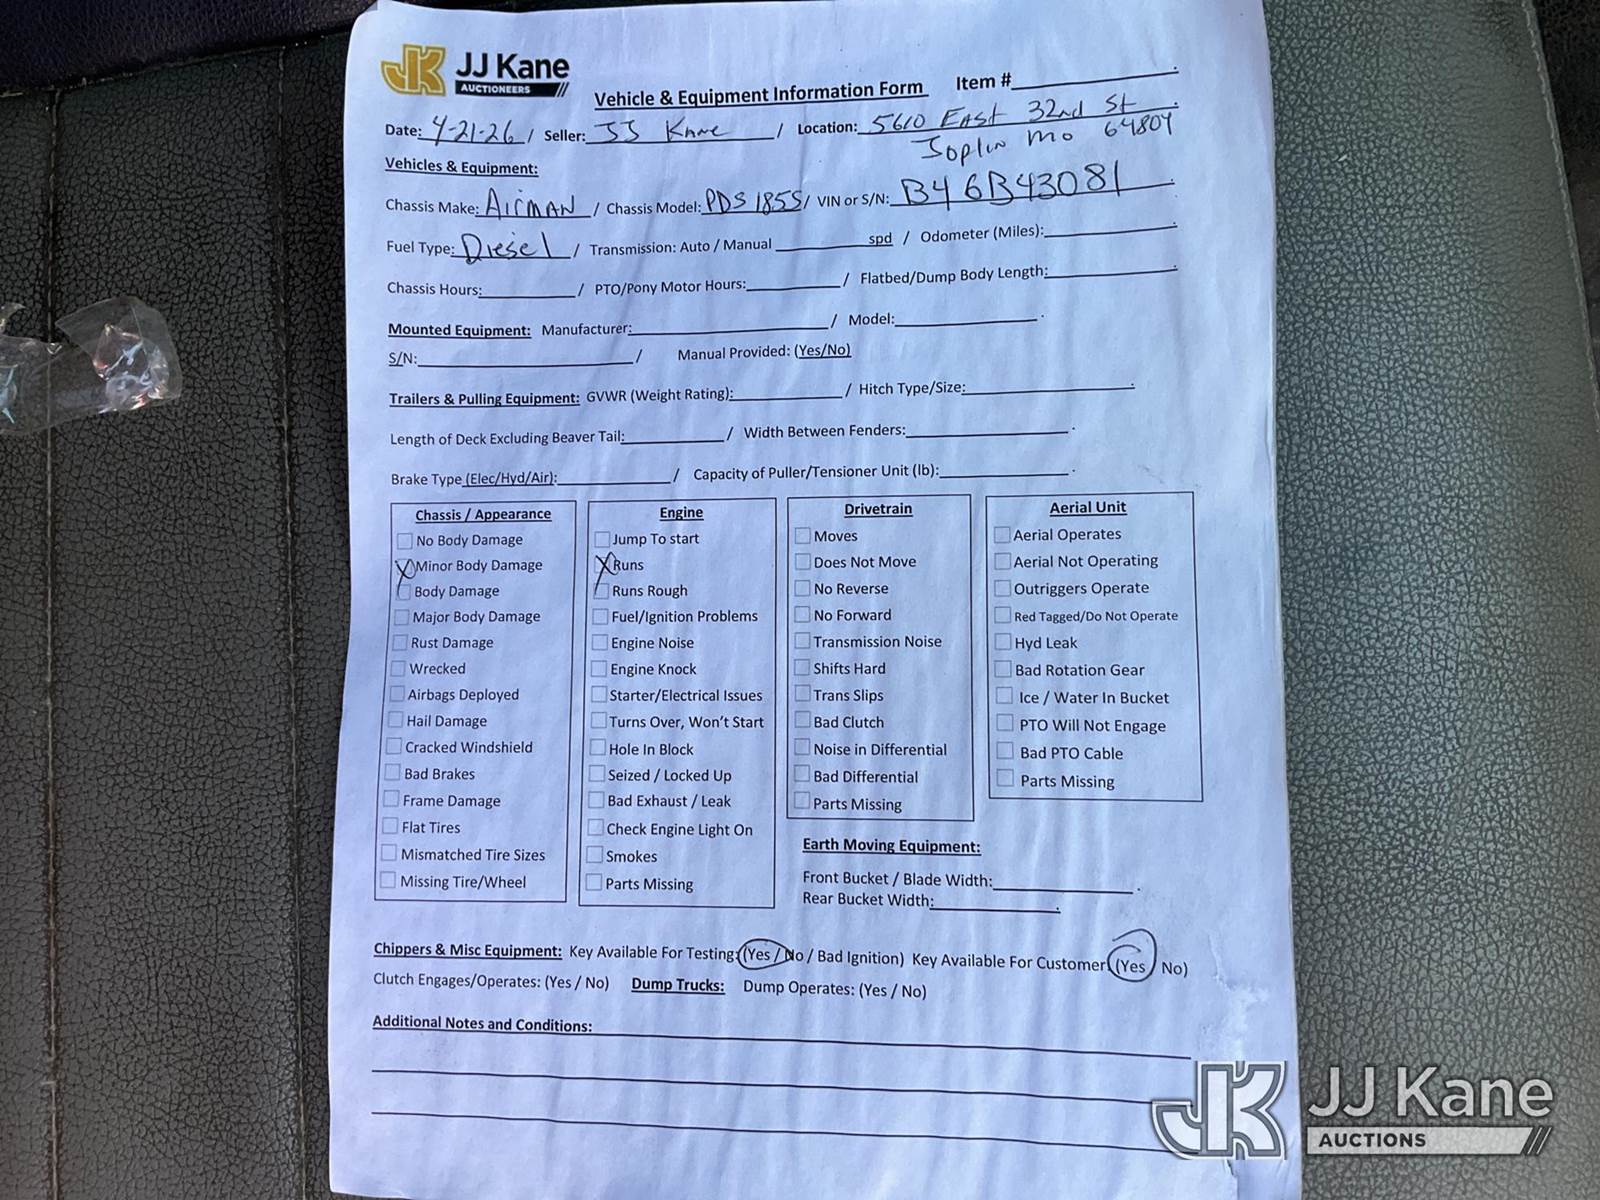 JK JJ Kane AUCTIONEERS
Vehicle & Equipment Information Form Item #
Date: 4-21-26 / Seller: JJ Kane / Location: 5610 EAST 32nd St
Joplin Mo 64804
Vehicles & Equipment:
Chassis Make: AIRMAN / Chassis Model: PDS 185S / VIN or S/N: B46B43081
Fuel Type: Diesel / Transmission: Auto / Manual spd / Odometer (Miles):
Chassis Hours: / PTO/Pony Motor Hours: / Flatbed/Dump Body Length:
Mounted Equipment: Manufacturer: / Model:
S/N: / Manual Provided: (Yes/No)
Trailers & Pulling Equipment: GVWR (Weight Rating): / Hitch Type/Size:
Length of Deck Excluding Beaver Tail: / Width Between Fenders:
Brake Type (Elec/Hyd/Air): / Capacity of Puller/Tensioner Unit (lb):
Chassis / Appearance
No Body Damage
X Minor Body Damage
Body Damage
Major Body Damage
Rust Damage
Wrecked
Airbags Deployed
Hail Damage
Cracked Windshield
Bad Brakes
Frame Damage
Flat Tires
Mismatched Tire Sizes
Missing Tire/Wheel
Engine
Jump To start
X Runs
Runs Rough
Fuel/Ignition Problems
Engine Noise
Engine Knock
Starter/Electrical Issues
Turns Over, Won't Start
Hole In Block
Seized / Locked Up
Bad Exhaust / Leak
Check Engine Light On
Smokes
Parts Missing
Drivetrain
Moves
Does Not Move
No Reverse
No Forward
Transmission Noise
Shifts Hard
Trans Slips
Bad Clutch
Noise in Differential
Bad Differential
Parts Missing
Aerial Unit
Aerial Operates
Aerial Not Operating
Outriggers Operate
Red Tagged/Do Not Operate
Hyd Leak
Bad Rotation Gear
Ice / Water In Bucket
PTO Will Not Engage
Bad PTO Cable
Parts Missing
Earth Moving Equipment:
Front Bucket / Blade Width:
Rear Bucket Width:
Chippers & Misc Equipment: Key Available For Testing: (Yes / No / Bad Ignition) Key Available For Customer: (Yes / No)
Clutch Engages/Operates: (Yes / No) Dump Trucks: Dump Operates: (Yes / No)
Additional Notes and Conditions:
JK JJ Kane
AUCTIONS